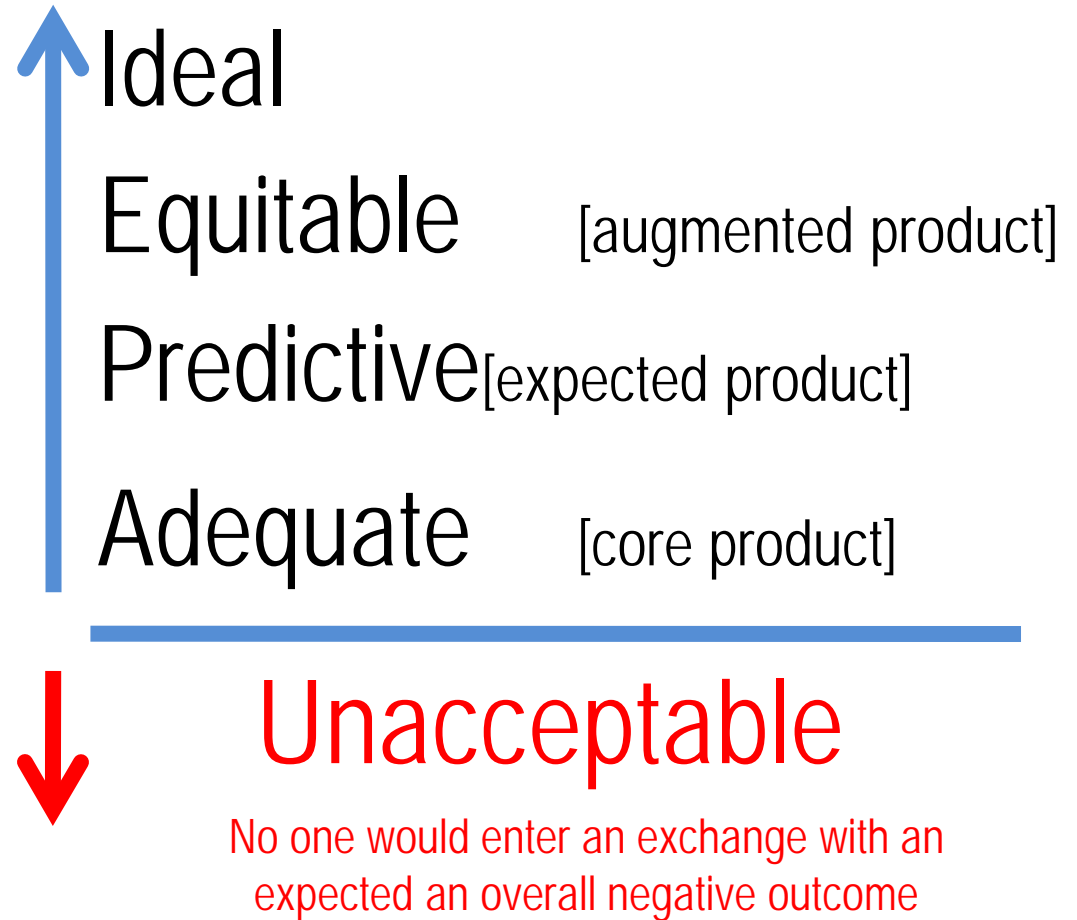 Ideal
Equitable [augmented product]
Predictive[expected product]
Adequate [core product]
Unacceptable
No one would enter an exchange with an
expected an overall negative outcome